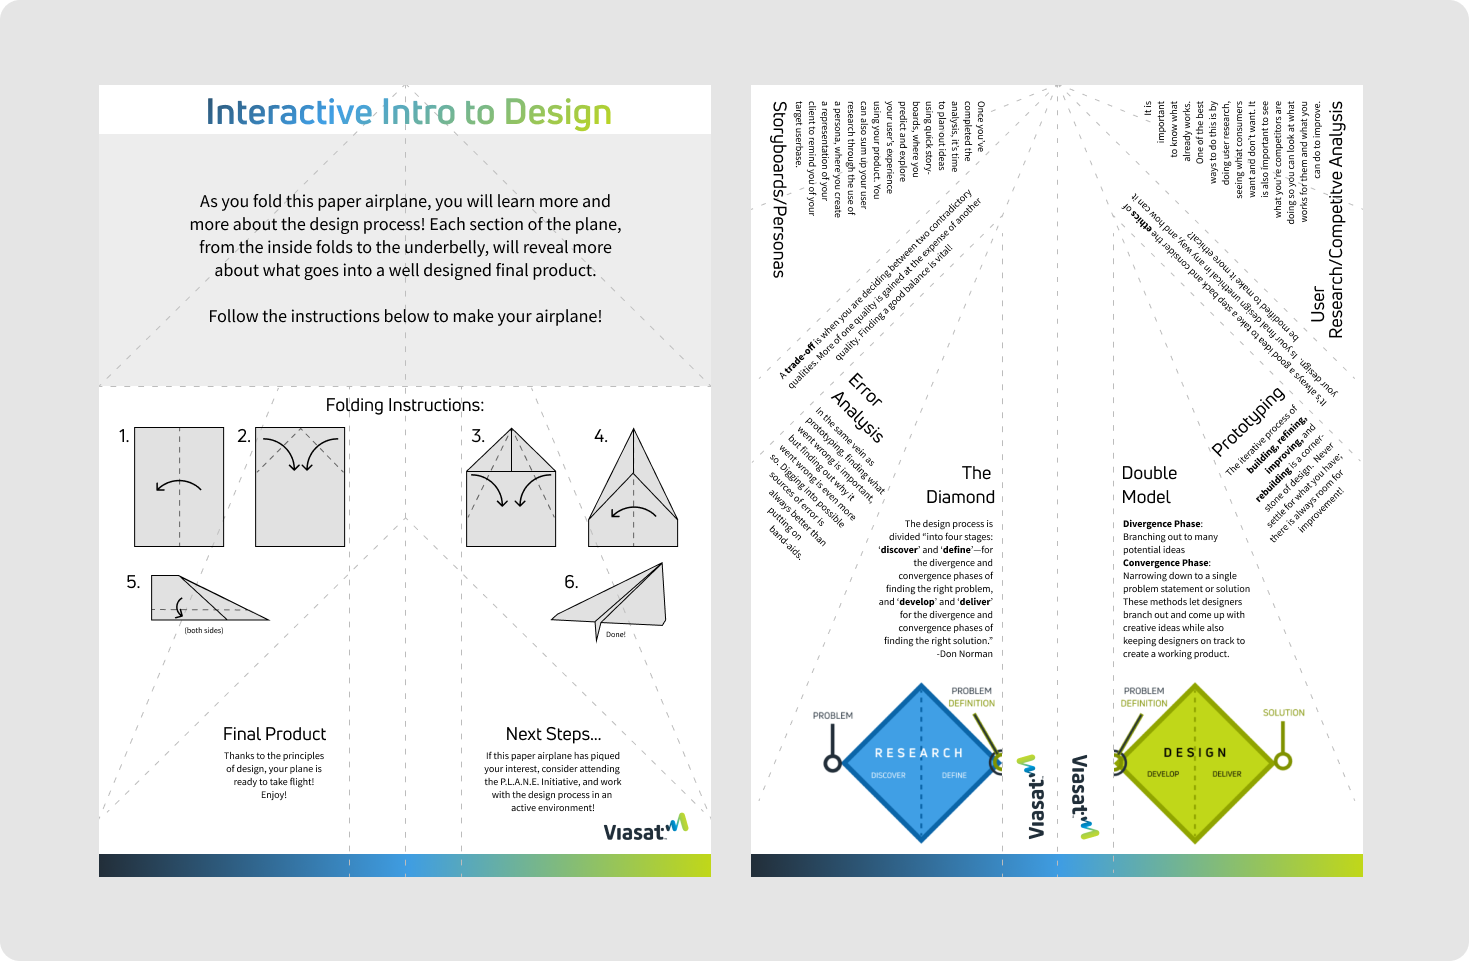 Interactive Intro to Design
As you fold this paper airplane, you will learn more and
more about the design process! Each section of the plane,
from the inside folds to the underbelly, will reveal more
about what goes into a well designed final product.
Follow the instructions below to make your airplane!
Folding Instructions:
1.
2.
3.
4.
5.
(both sides)
6.
Done!
Final Product
Thanks to the principles
of design, your plane is
ready to take flight!
Enjoy!
Next Steps...
If this paper airplane has piqued
your interest, consider attending
the P.L.A.N.E. Initiative, and work
with the design process in an
active environment!
Viasat
Storyboards/Personas
Once you've
completed the
analysis, it's time
to plan out ideas
using quick story-
boards, where you
predict and explore
your user's experience
using your product. You
can also sum up your user
research through the use of
a persona, where you create
a representation of your
client to remind you of your
target userbase.
User
Research/Competitive Analysis
It is
important
to know what
already works.
One of the best
ways to do this is by
doing user research,
seeing what consumers
want and don't want. It
is also important to see
what you're competitors are
doing so you can look at what
works for them and what you
can do to improve.
A trade-off is when you are deciding between two contradictory
qualities. More of one quality is gained at the expense of another
quality. Finding a good balance is vital!
It's always a good idea to take a step back and consider the ethics of
your design. Is your final design unethical in any way, and how can it
be modified to make it more ethical?
Error
Analysis
In the same vein as
prototyping, finding what
went wrong is important,
but finding out why it
went wrong is even more
so. Digging into possible
sources of error is
always better than
putting on
band-aids.
Prototyping
The iterative process of
building, refining,
improving, and
rebuilding is a corner-
stone of design. Never
settle for what you have;
there is always room for
improvement!
The
Diamond
The design process is
divided “into four stages:
‘discover’ and ‘define’—for
the divergence and
convergence phases of
finding the right problem,
and ‘develop’ and ‘deliver’
for the divergence and
convergence phases of
finding the right solution.”
-Don Norman
Double
Model
Divergence Phase:
Branching out to many
potential ideas
Convergence Phase:
Narrowing down to a single
problem statement or solution
These methods let designers
branch out and come up with
creative ideas while also
keeping designers on track to
create a working product.
PROBLEM
PROBLEM
DEFINITION
RESEARCH
DISCOVER
DEFINE
Viasat
Viasat
PROBLEM
DEFINITION
SOLUTION
DESIGN
DEVELOP
DELIVER